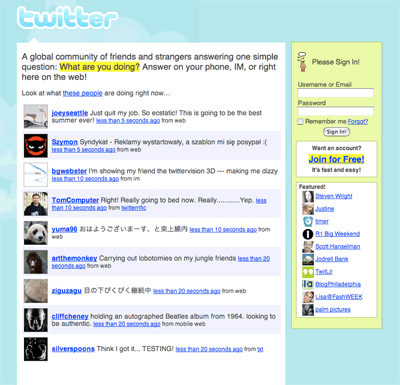 twitter
A global community of friends and strangers answering one simple
question: What are you doing? Answer on your phone, IM, or right
here on the web!
Look at what these people are doing right now…
joeyseattle Just quit my job. So ecstatic! This is going to be the best
summer ever! less than 5 seconds ago from web
Szymon Syndykat - Reklamy wystartowały, a szablon mi się posypał :(
less than 5 seconds ago from web
bgwebster I'm showing my friend the twittervision 3D --- making me dizzy
less than 10 seconds ago from im
TomComputer Right! Really going to bed now. Really............Yep. less
than 10 seconds ago from twitterrific
yuma96 おはようございまーす、と東上線内 less than 10 seconds ago from web
artthemonkey Carrying out lobotomies on my jungle friends less than 20
seconds ago from web
ziguzagu 目の下ぴくぴく継続中 less than 20 seconds ago from web
cliffcheney holding an autographed Beatles album from 1964. looking to
be authentic. less than 20 seconds ago from mobile web
silverspoons Think I got it... TESTING! less than 20 seconds ago from txt
Please Sign In!
Username or Email
Password
Remember me Forgot?
Sign In!
Want an account?
Join for Free!
It's fast and easy!
Featured!
Steven Wright
Justine
timer
R1 Big Weekend
Scott Hanselman
Jodrell Bank
TwitLit
BlogPhiladelphia
Lisa@FashWEEK
palm pictures